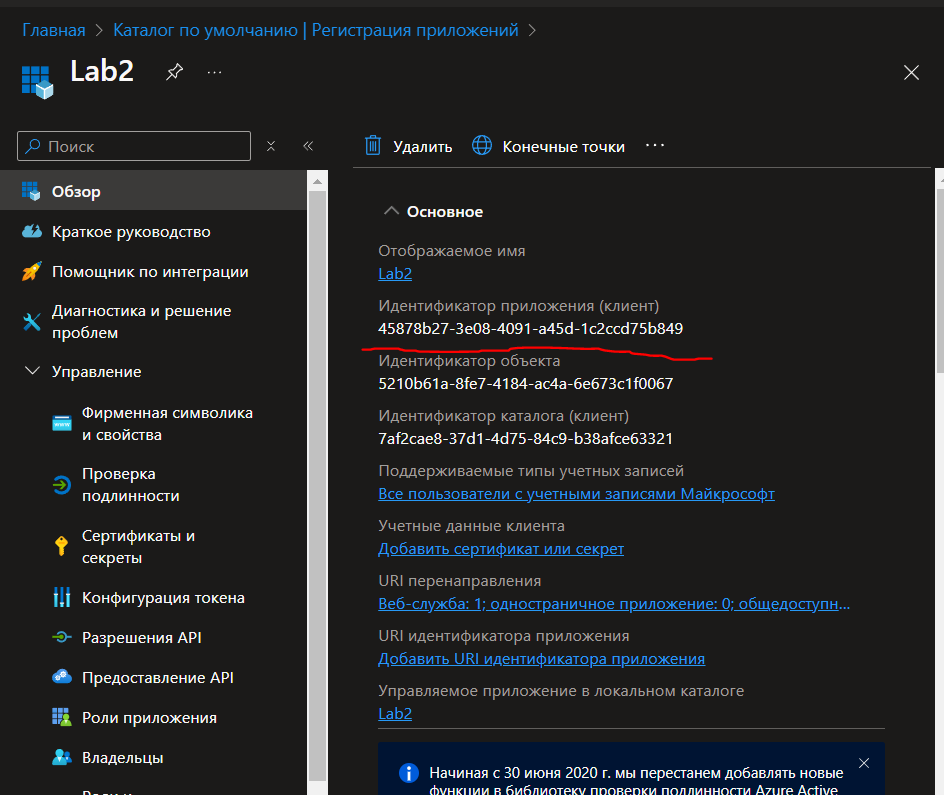 Главная > Каталог по умолчанию | Регистрация приложений >
Lab2
Поиск
Обзор
Краткое руководство
Помощник по интеграции
Диагностика и решение
проблем
Управление
Фирменная символика
и свойства
Проверка
подлинности
Сертификаты и
секреты
Конфигурация токена
Разрешения API
Предоставление API
Роли приложения
Владельцы
Удалить
Конечные точки
Основное
Отображаемое имя
Lab2
Идентификатор приложения (клиент)
45878b27-3e08-4091-a45d-1c2ccd75b849
Идентификатор объекта
5210b61a-8fe7-4184-ac4a-6e673c1f0067
Идентификатор каталога (клиент)
7af2cae8-37d1-4d75-84c9-b38afce63321
Поддерживаемые типы учетных записей
Все пользователи с учетными записями Майкрософт
Учетные данные клиента
Добавить сертификат или секрет
URI перенаправления
Веб-служба: 1; одностраничное приложение: 0; общедоступн...
URI идентификатора приложения
Добавить URI идентификатора приложения
Управляемое приложение в локальном каталоге
Lab2
Начиная с 30 июня 2020 г. мы перестанем добавлять новые
функции в библиотеку проверки подлинности Azure Active